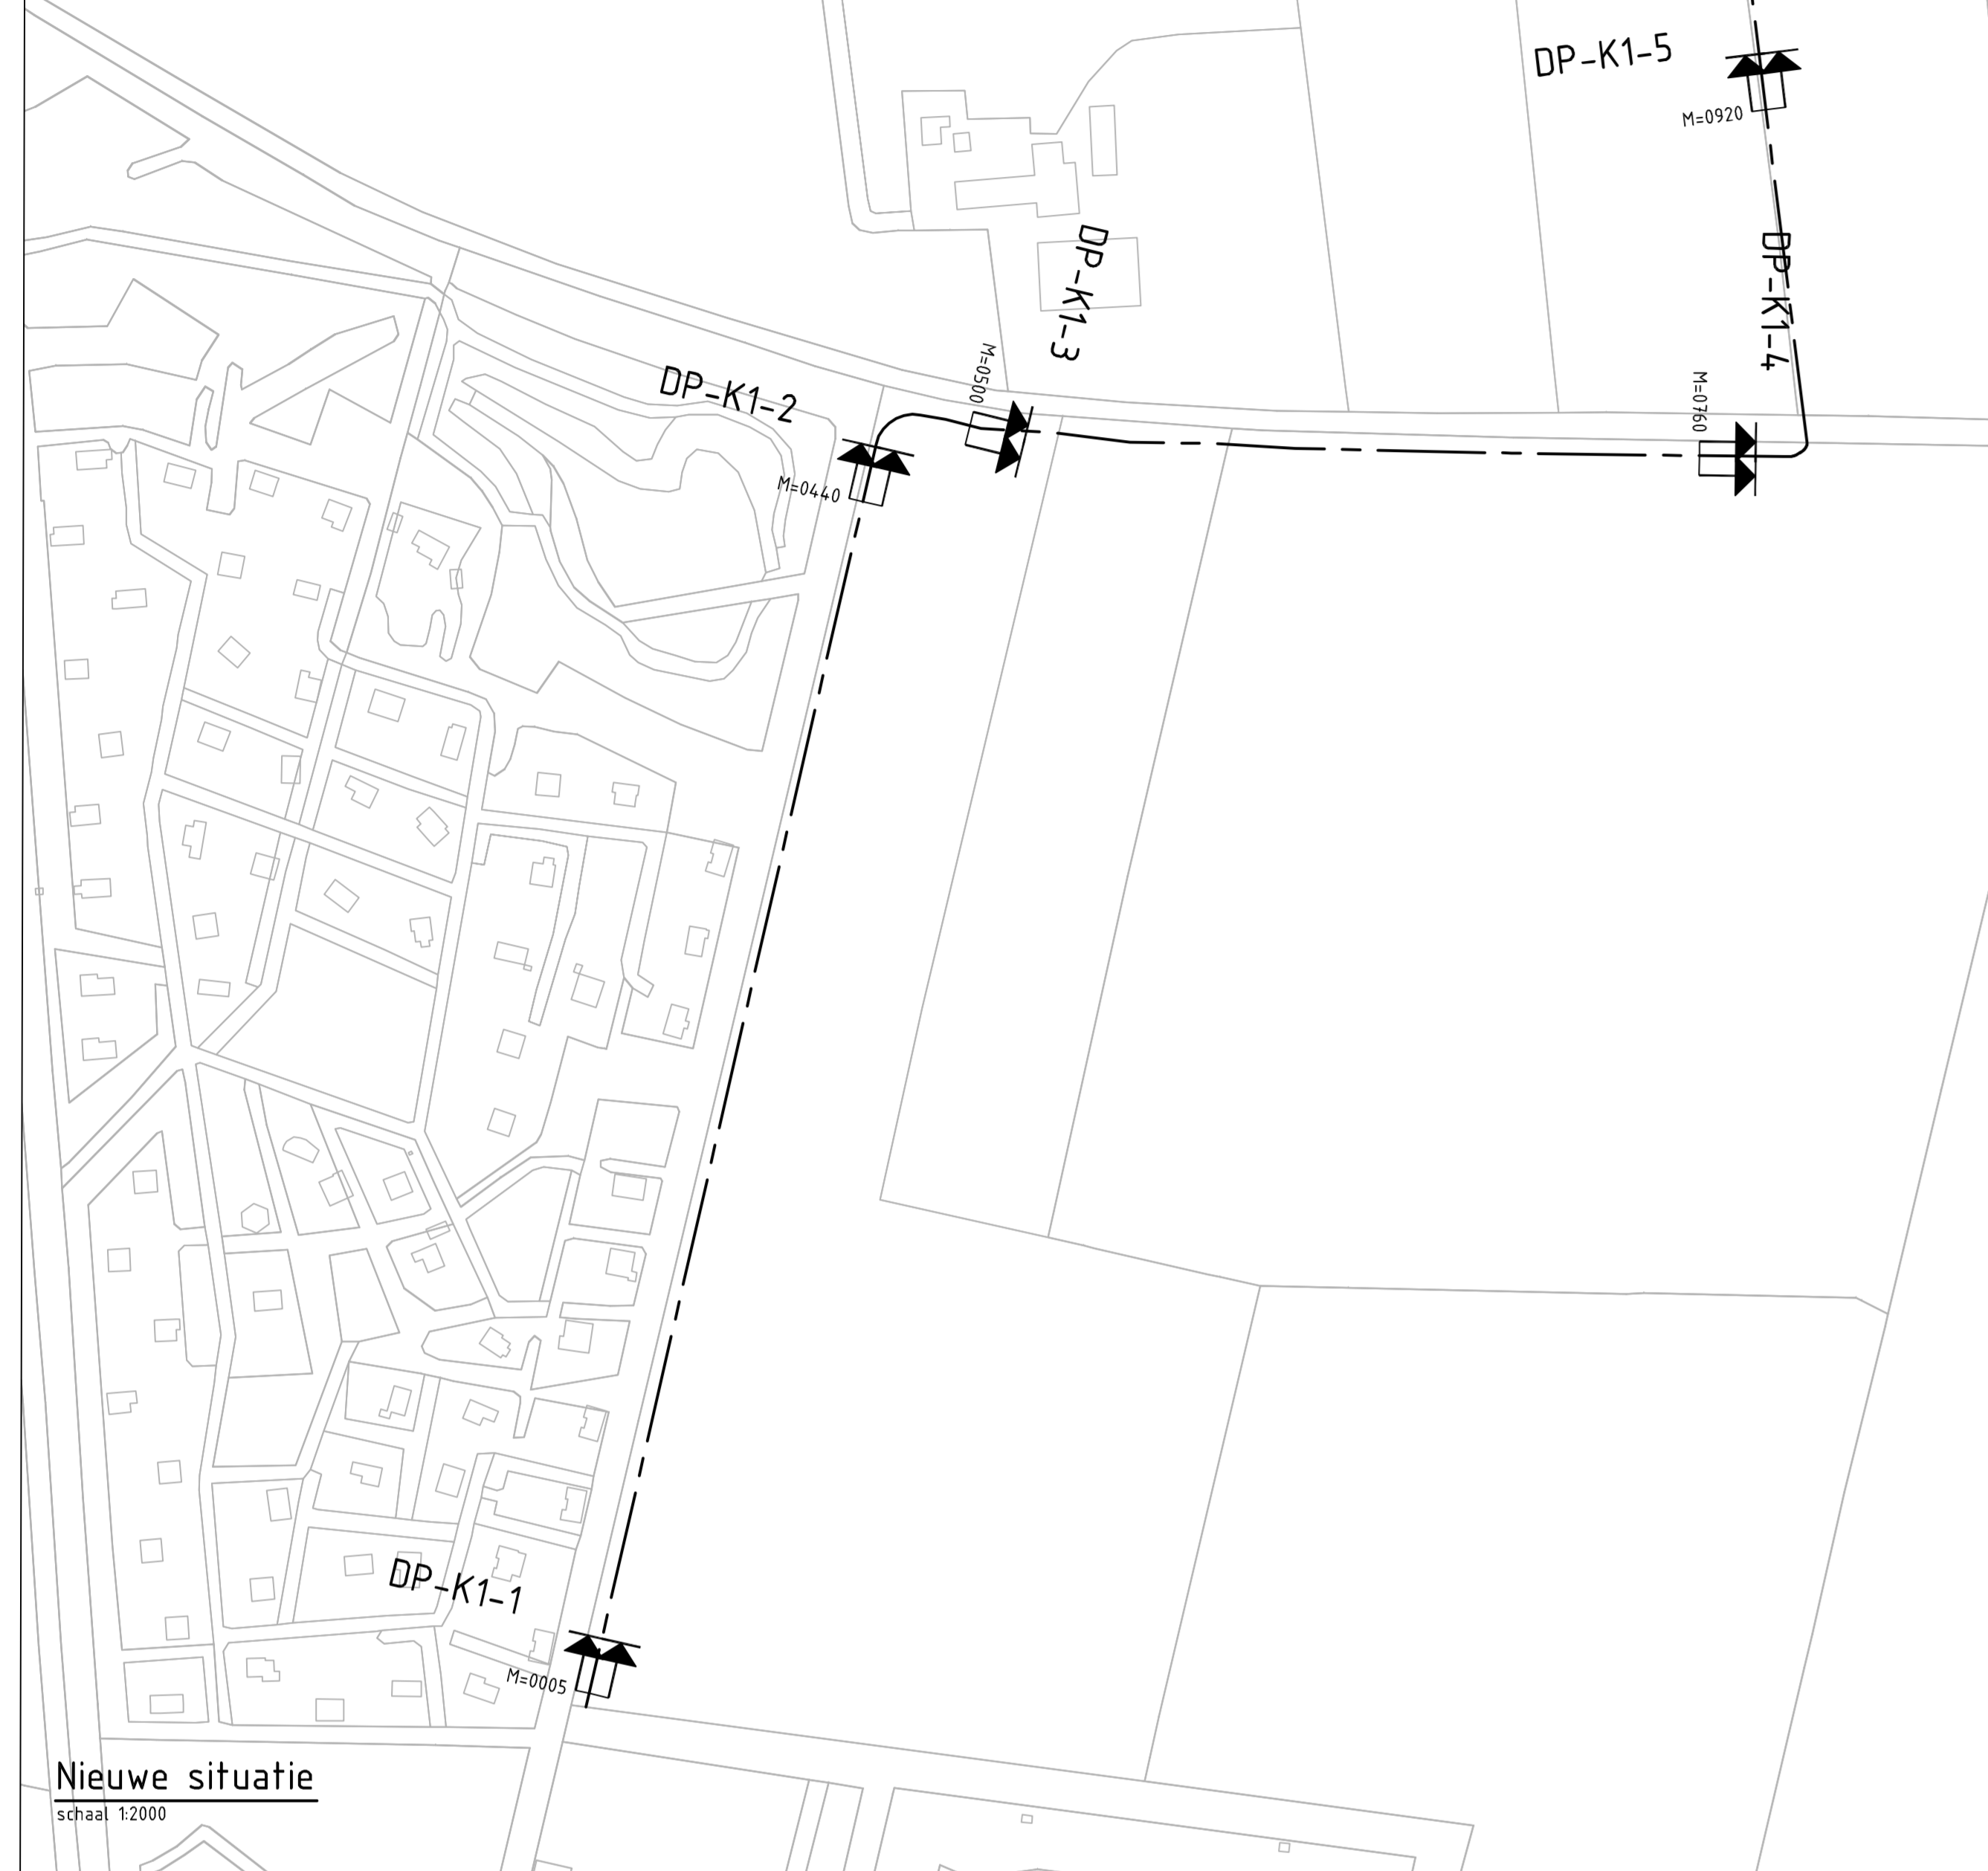 DP-K1-5
M=0920
DP-K1-4
DP-K1-3
M=0500
M=0760
DP-K1-2
M=0440
DP-K1-1
M=0005
Nieuwe situatie
schaal 1:2000